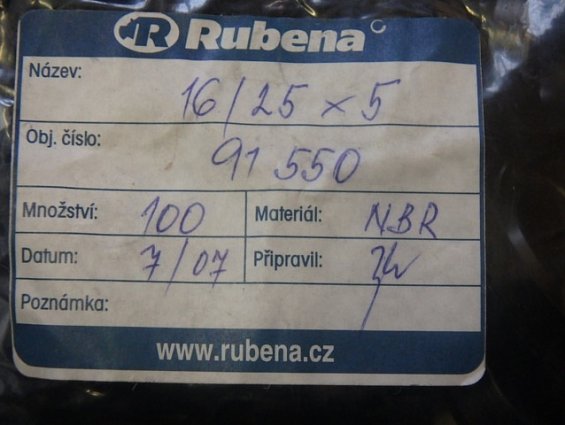 Rubena
Název: 16/25 x 5
Obj. číslo: 91 550
Množství: 100 Materiál: NBR
Datum: 7/07 Připravil:
Poznámka:
www.rubena.cz